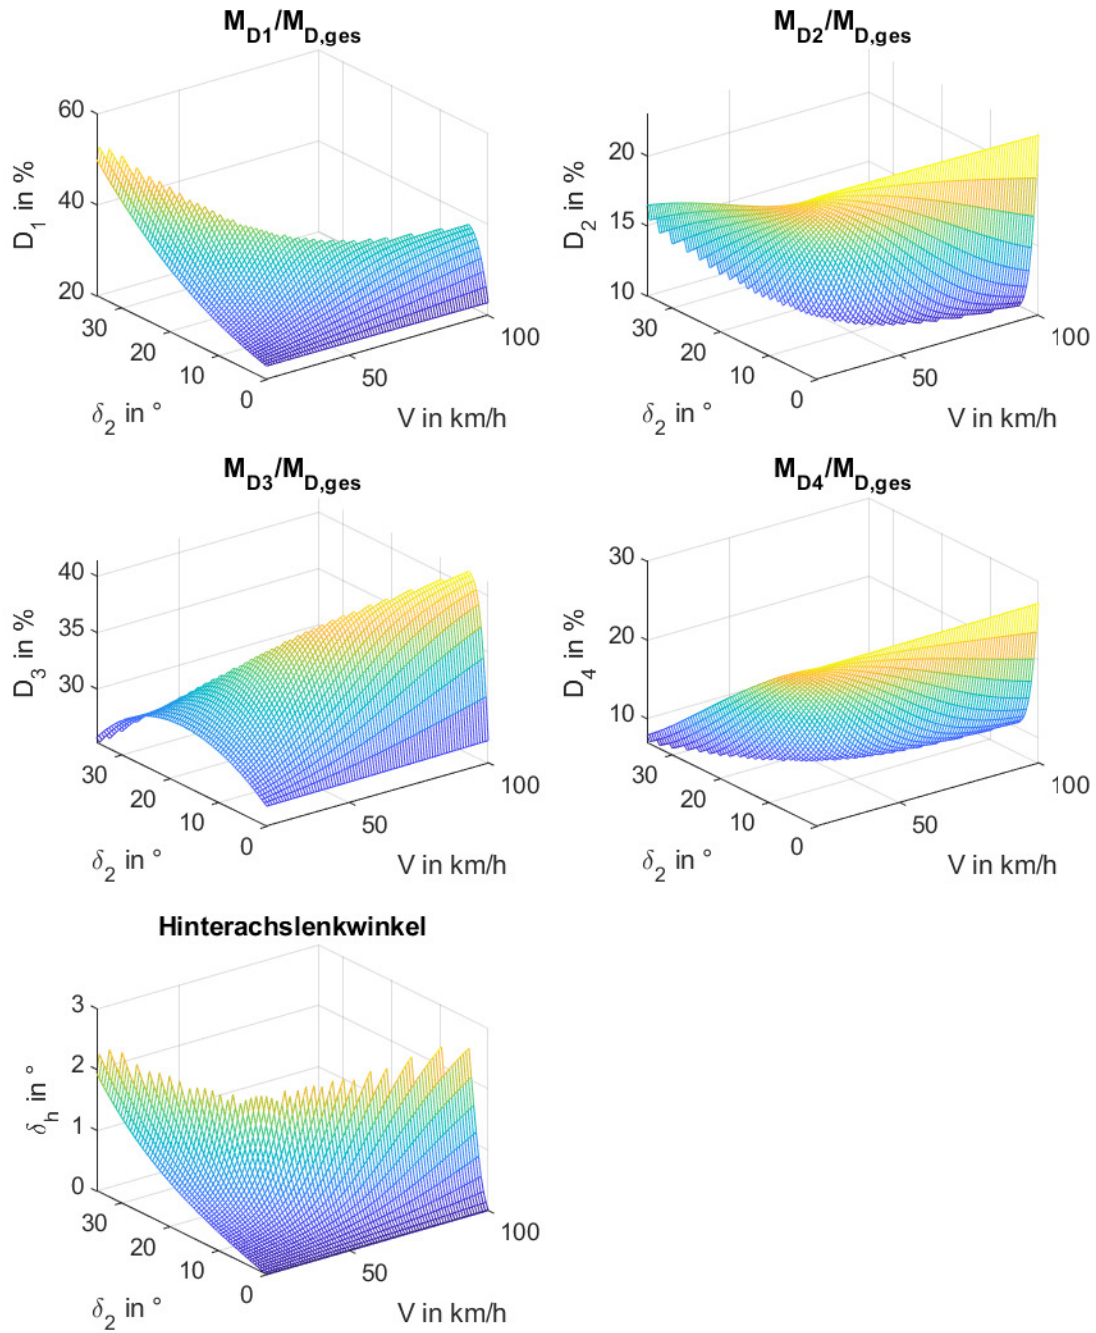 M_D1/M_D,ges
60
40
20
D_1 in %
30
20
10
0
δ_2 in °
50
100
V in km/h
M_D2/M_D,ges
20
15
10
D_2 in %
30
20
10
0
δ_2 in °
50
100
V in km/h
M_D3/M_D,ges
40
35
30
D_3 in %
30
20
10
0
δ_2 in °
50
100
V in km/h
M_D4/M_D,ges
30
20
10
D_4 in %
30
20
10
0
δ_2 in °
50
100
V in km/h
Hinterachslenkwinkel
3
2
1
0
δ_h in °
30
20
10
0
δ_2 in °
50
100
V in km/h